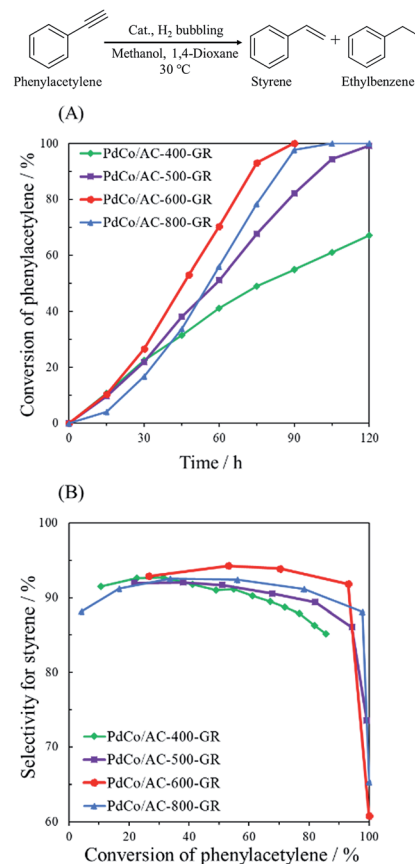 Cat., H₂ bubbling
Methanol, 1,4-Dioxane
30 °C
Phenylacetylene
Styrene
+
Ethylbenzene
(A)
Conversion of phenylacetylene / %
100
80
60
40
20
0
PdCo/AC-400-GR
PdCo/AC-500-GR
PdCo/AC-600-GR
PdCo/AC-800-GR
0 30 60 90 120
Time / h
(B)
Selectivity for styrene / %
100
90
80
70
60
PdCo/AC-400-GR
PdCo/AC-500-GR
PdCo/AC-600-GR
PdCo/AC-800-GR
0 20 40 60 80 100
Conversion of phenylacetylene / %